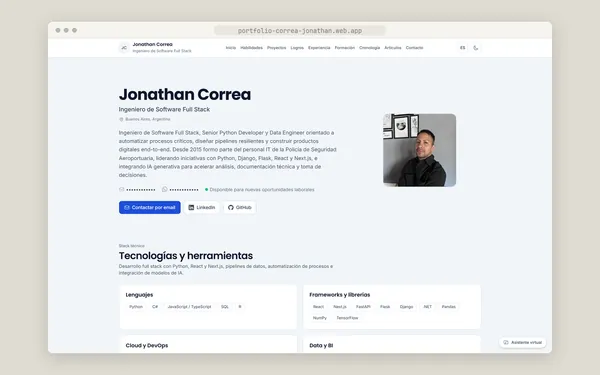 portfolio-correa-jonathan.web.app
JC
Jonathan Correa
Ingeniero de Software Full Stack
Inicio Habilidades Proyectos Logros Experiencia Formación Cronología Artículos Contacto
ES
Jonathan Correa
Ingeniero de Software Full Stack
Buenos Aires, Argentina
Ingeniero de Software Full Stack, Senior Python Developer y Data Engineer orientado a
automatizar procesos críticos, diseñar pipelines resilientes y construir productos
digitales end-to-end. Desde 2015 formo parte del personal IT de la Policía de Seguridad
Aeroportuaria, liderando iniciativas con Python, Django, Flask, React y Next.js, e
integrando IA generativa para acelerar análisis, documentación técnica y toma de
decisiones.
•••••••••••• •••••••••••• Disponible para nuevas oportunidades laborales
Contactar por email LinkedIn GitHub
Stack técnico
Tecnologías y herramientas
Desarrollo full stack con Python, React y Next.js, pipelines de datos, automatización de procesos e
integración de modelos de IA.
Lenguajes
Python C# JavaScript / TypeScript SQL R
Frameworks y librerías
React Next.js FastAPI Flask Django .NET Pandas
NumPy TensorFlow
Cloud y DevOps
Data y BI
Asistente virtual